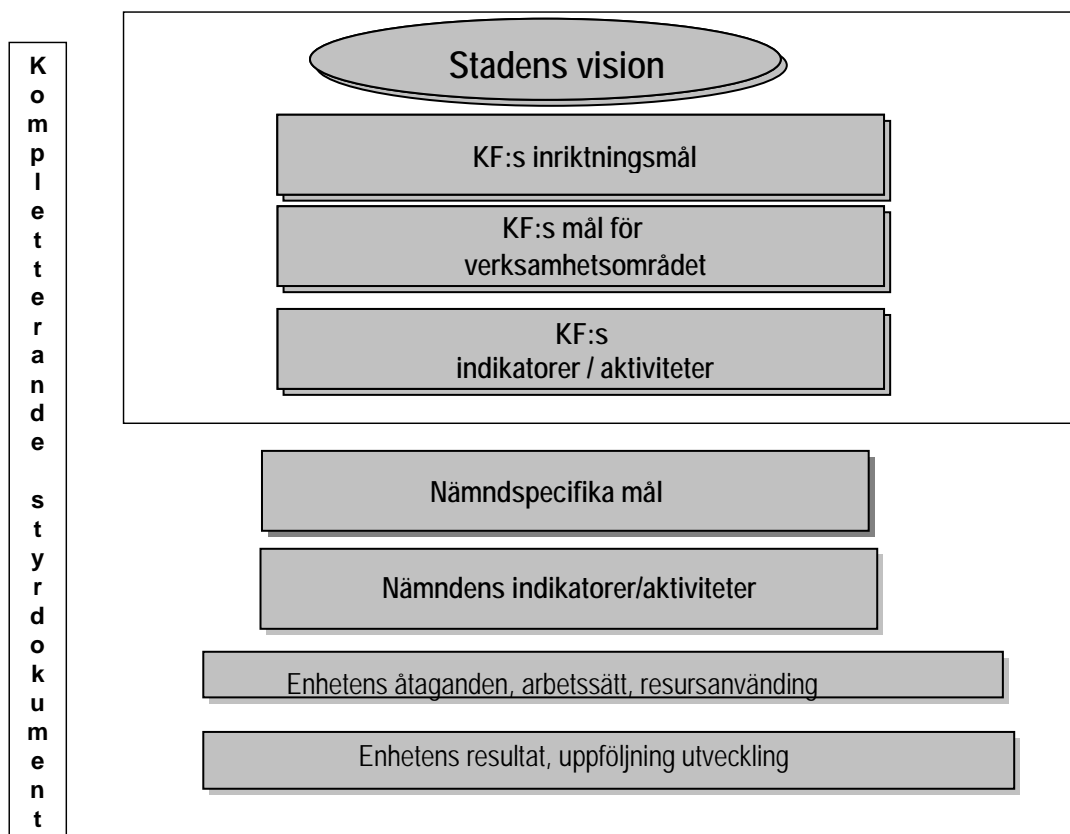 Kompletterande styrdokument
Stadens vision
KF:s inriktningsmål
KF:s mål för
verksamhetsområdet
KF:s
indikatorer / aktiviteter
Nämndspecifika mål
Nämndens indikatorer/aktiviteter
Enhetens åtaganden, arbetssätt, resursanvänding
Enhetens resultat, uppföljning utveckling